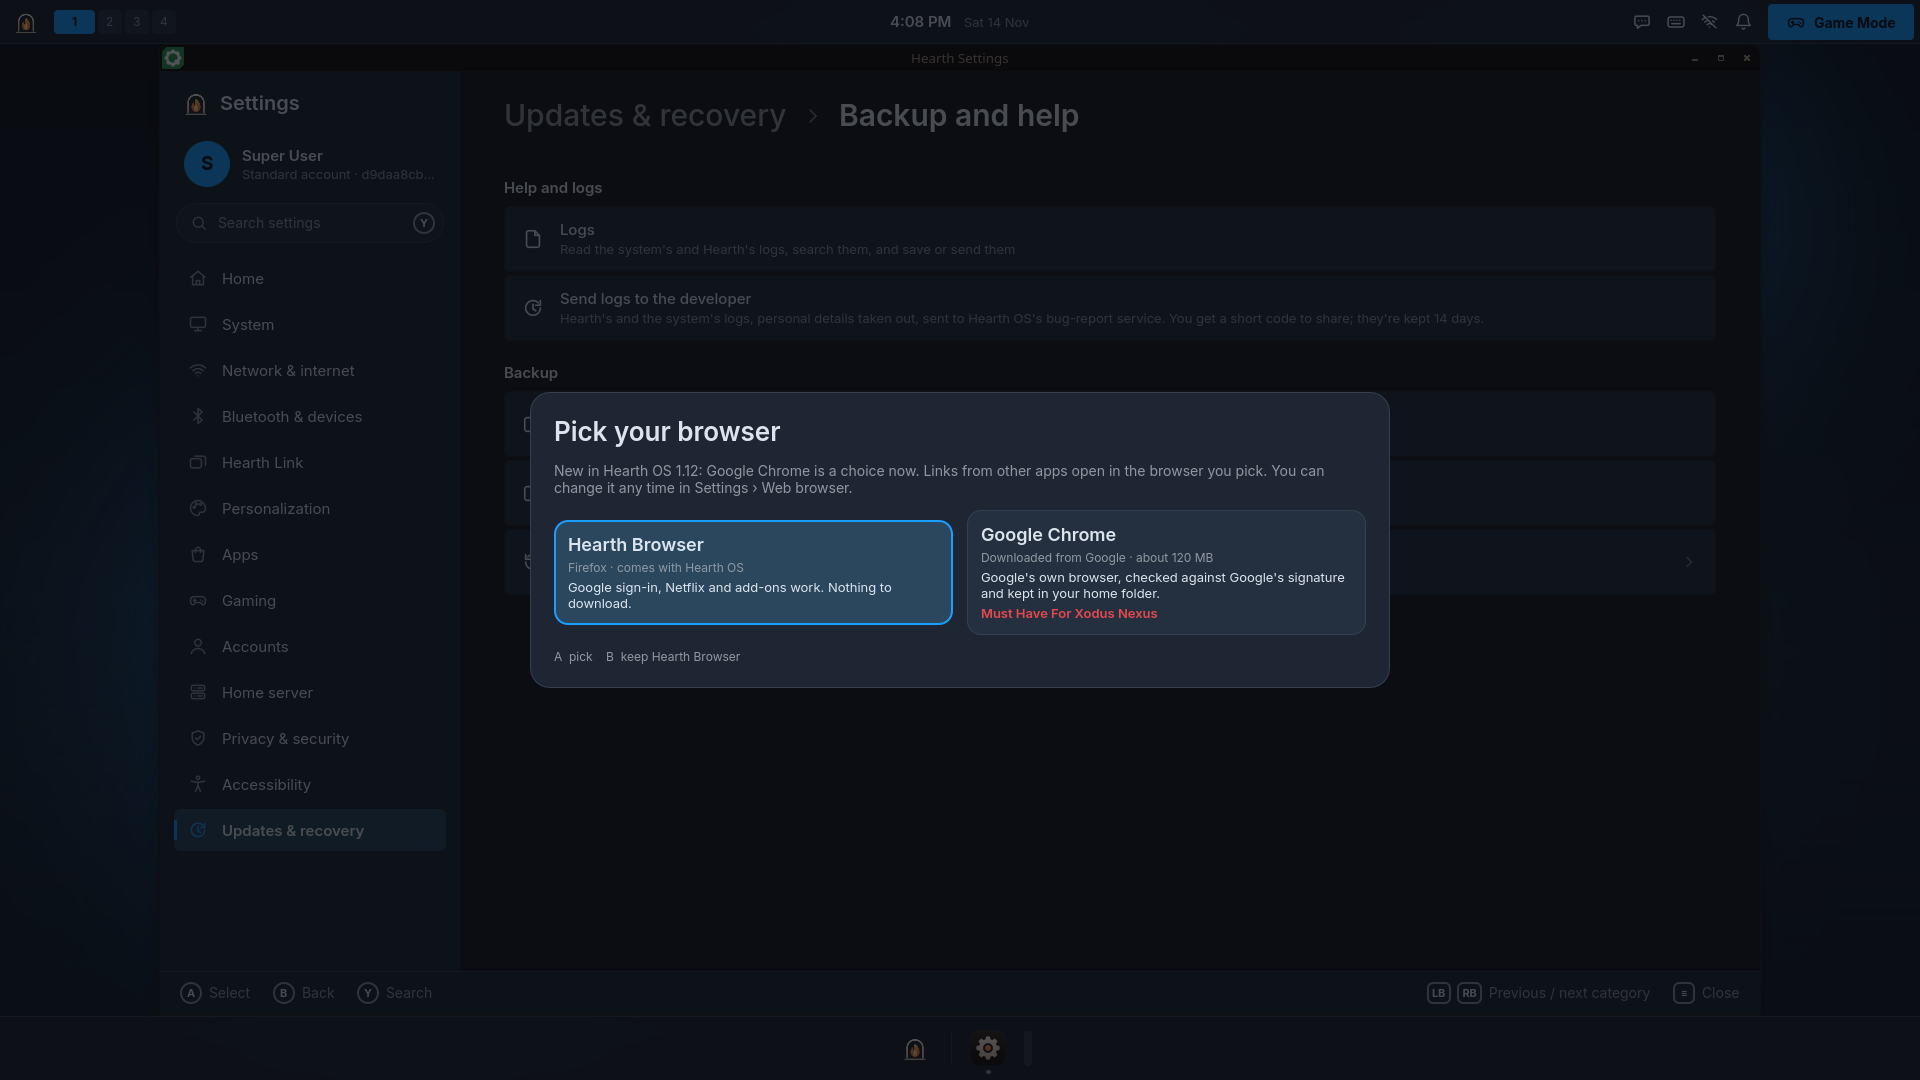 1 2 3 4
4:08 PM Sat 14 Nov
Game Mode
Hearth Settings
Settings
S
Super User
Standard account · d9daa8cb...
Search settings Y
Home
System
Network & internet
Bluetooth & devices
Hearth Link
Personalization
Apps
Gaming
Accounts
Home server
Privacy & security
Accessibility
Updates & recovery
Updates & recovery > Backup and help
Help and logs
Logs
Read the system's and Hearth's logs, search them, and save or send them
Send logs to the developer
Hearth's and the system's logs, personal details taken out, sent to Hearth OS's bug-report service. You get a short code to share; they're kept 14 days.
Backup
Pick your browser
New in Hearth OS 1.12: Google Chrome is a choice now. Links from other apps open in the browser you pick. You can
change it any time in Settings › Web browser.
Hearth Browser
Firefox · comes with Hearth OS
Google sign-in, Netflix and add-ons work. Nothing to
download.
Google Chrome
Downloaded from Google · about 120 MB
Google's own browser, checked against Google's signature
and kept in your home folder.
Must Have For Xodus Nexus
A pick B keep Hearth Browser
A Select B Back Y Search
LB RB Previous / next category ≡ Close